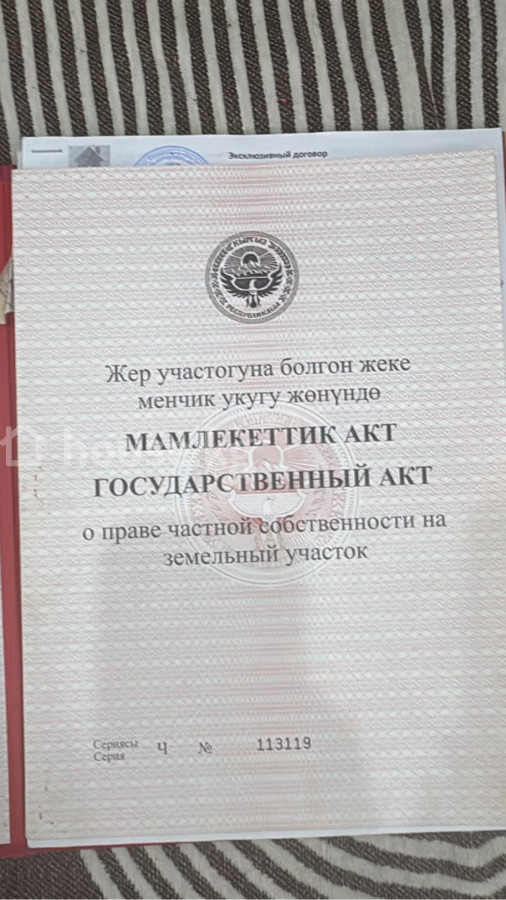 Эксклюзивный договор
Жер участогуна болгон жеке
менчик укугу жөнүндө
МАМЛЕКЕТТИК АКТ
ГОСУДАРСТВЕННЫЙ АКТ
о праве частной собственности на
земельный участок
Сериясы Ч № 113119
Серия